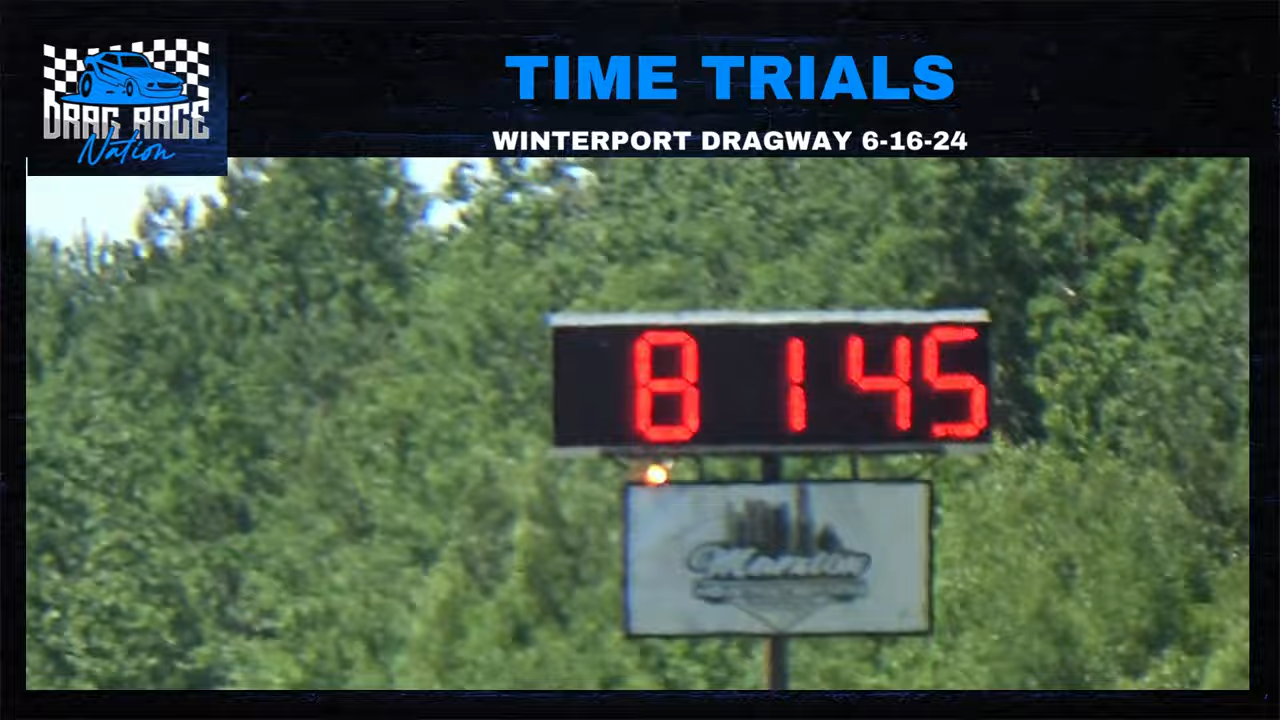 DRAG RACE
Nation
TIME TRIALS
WINTERPORT DRAGWAY 6-16-24
8 145